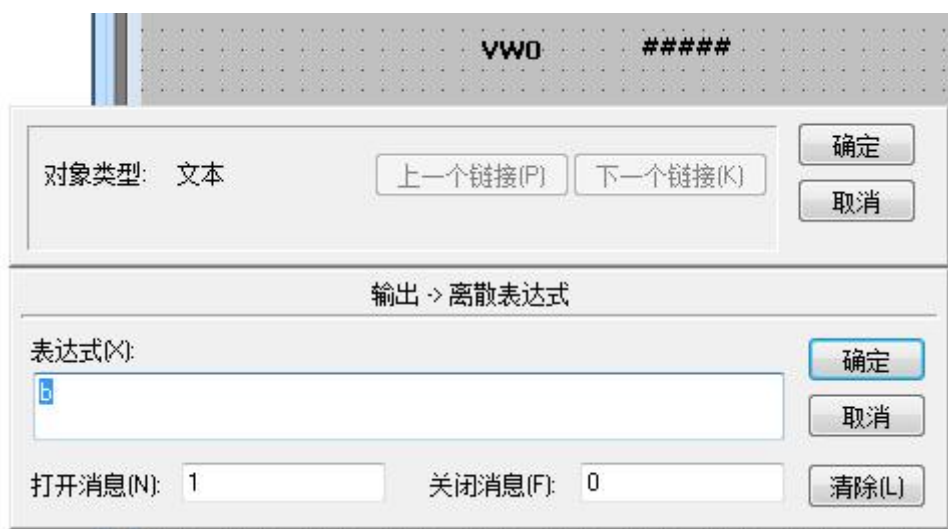 VW0 #####
对象类型: 文本 上一个链接(P) 下一个链接(K) 确定
取消
输出 -> 离散表达式
表达式(X):
b
确定
取消
打开消息(N): 1 关闭消息(F): 0 清除(L)